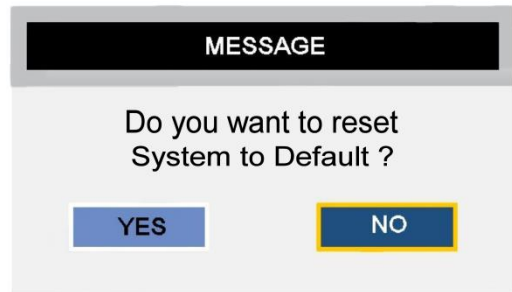 MESSAGE
Do you want to reset
System to Default ?
YES NO